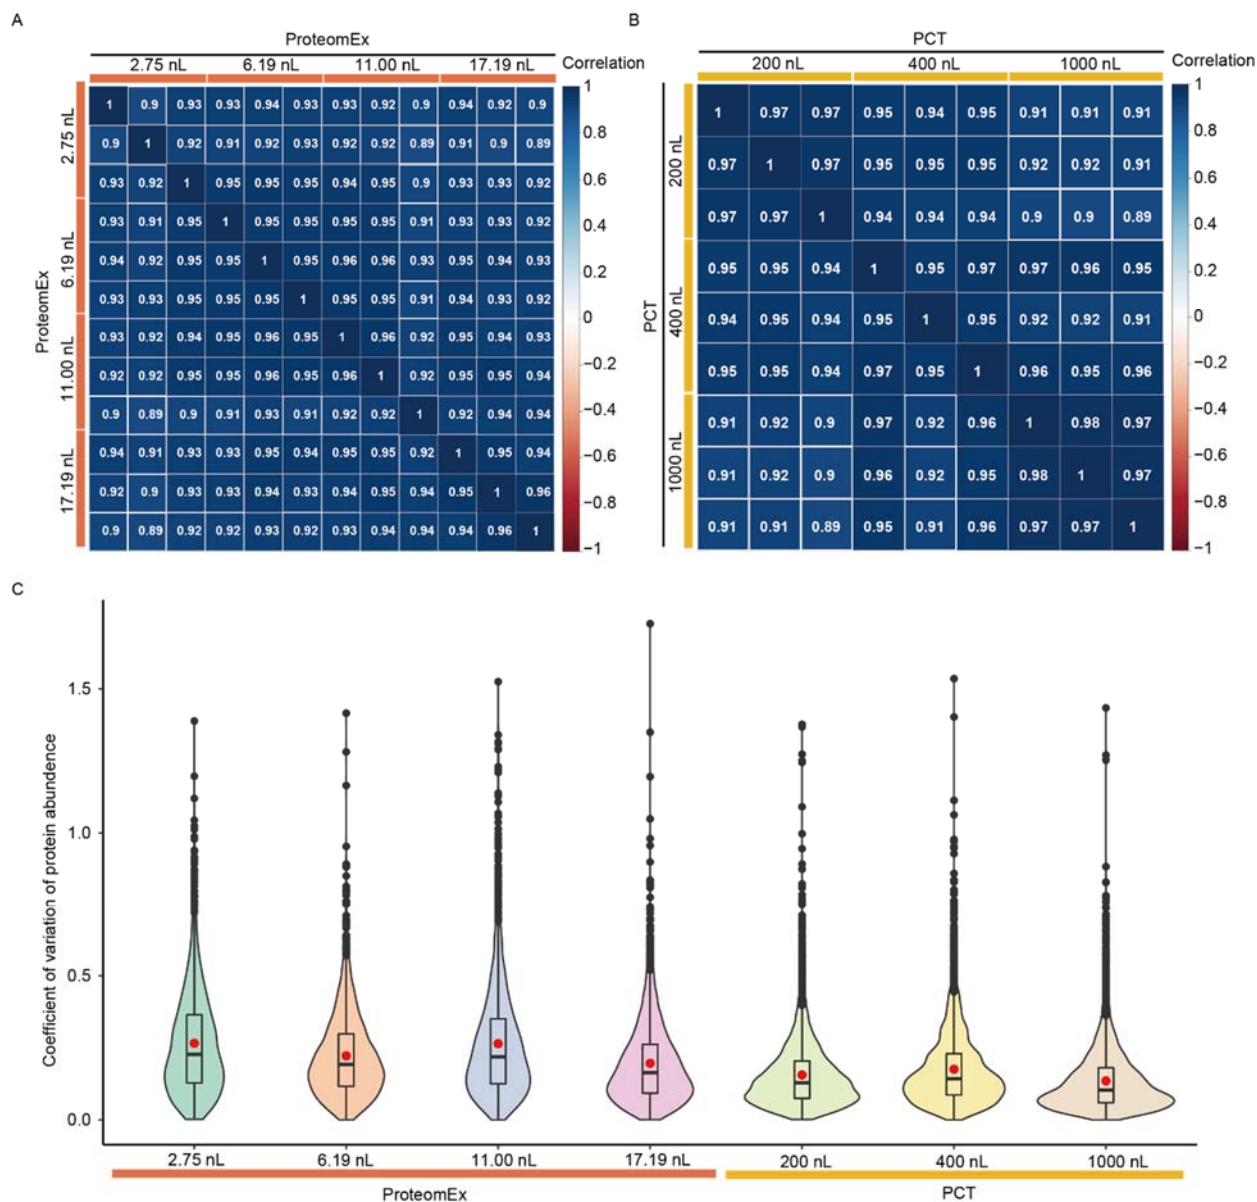 A
ProteomEx
2.75 nL 6.19 nL 11.00 nL 17.19 nL
Correlation
ProteomEx
2.75 nL
6.19 nL
11.00 nL
17.19 nL
1 0.9 0.93 0.93 0.94 0.93 0.93 0.92 0.9 0.94 0.92 0.9
0.9 1 0.92 0.91 0.92 0.93 0.92 0.92 0.89 0.91 0.9 0.89
0.93 0.92 1 0.95 0.95 0.95 0.94 0.95 0.9 0.93 0.93 0.92
0.93 0.91 0.95 1 0.95 0.95 0.95 0.95 0.91 0.93 0.93 0.92
0.94 0.92 0.95 0.95 1 0.95 0.96 0.96 0.93 0.95 0.94 0.93
0.93 0.93 0.95 0.95 0.95 1 0.95 0.95 0.91 0.94 0.93 0.92
0.93 0.92 0.94 0.95 0.96 0.95 1 0.96 0.92 0.95 0.94 0.93
0.92 0.92 0.95 0.95 0.96 0.95 0.96 1 0.92 0.95 0.95 0.94
0.9 0.89 0.9 0.91 0.93 0.91 0.92 0.92 1 0.92 0.94 0.94
0.94 0.91 0.93 0.93 0.95 0.94 0.95 0.95 0.92 1 0.95 0.94
0.92 0.9 0.93 0.93 0.94 0.93 0.94 0.95 0.94 0.95 1 0.96
0.9 0.89 0.92 0.92 0.93 0.92 0.93 0.94 0.94 0.94 0.96 1
1
0.8
0.6
0.4
0.2
0
−0.2
−0.4
−0.6
−0.8
−1
B
PCT
200 nL 400 nL 1000 nL
Correlation
PCT
200 nL
400 nL
1000 nL
1 0.97 0.97 0.95 0.94 0.95 0.91 0.91 0.91
0.97 1 0.97 0.95 0.95 0.95 0.92 0.92 0.91
0.97 0.97 1 0.94 0.94 0.94 0.9 0.9 0.89
0.95 0.95 0.94 1 0.95 0.97 0.97 0.96 0.95
0.94 0.95 0.94 0.95 1 0.95 0.92 0.92 0.91
0.95 0.95 0.94 0.97 0.95 1 0.96 0.95 0.96
0.91 0.92 0.9 0.97 0.92 0.96 1 0.98 0.97
0.91 0.92 0.9 0.96 0.92 0.95 0.98 1 0.97
0.91 0.91 0.89 0.95 0.91 0.96 0.97 0.97 1
1
0.8
0.6
0.4
0.2
0
−0.2
−0.4
−0.6
−0.8
−1
C
Coefficient of variation of protein abundance
1.5
1.0
0.5
0.0
2.75 nL 6.19 nL 11.00 nL 17.19 nL 200 nL 400 nL 1000 nL
ProteomEx PCT